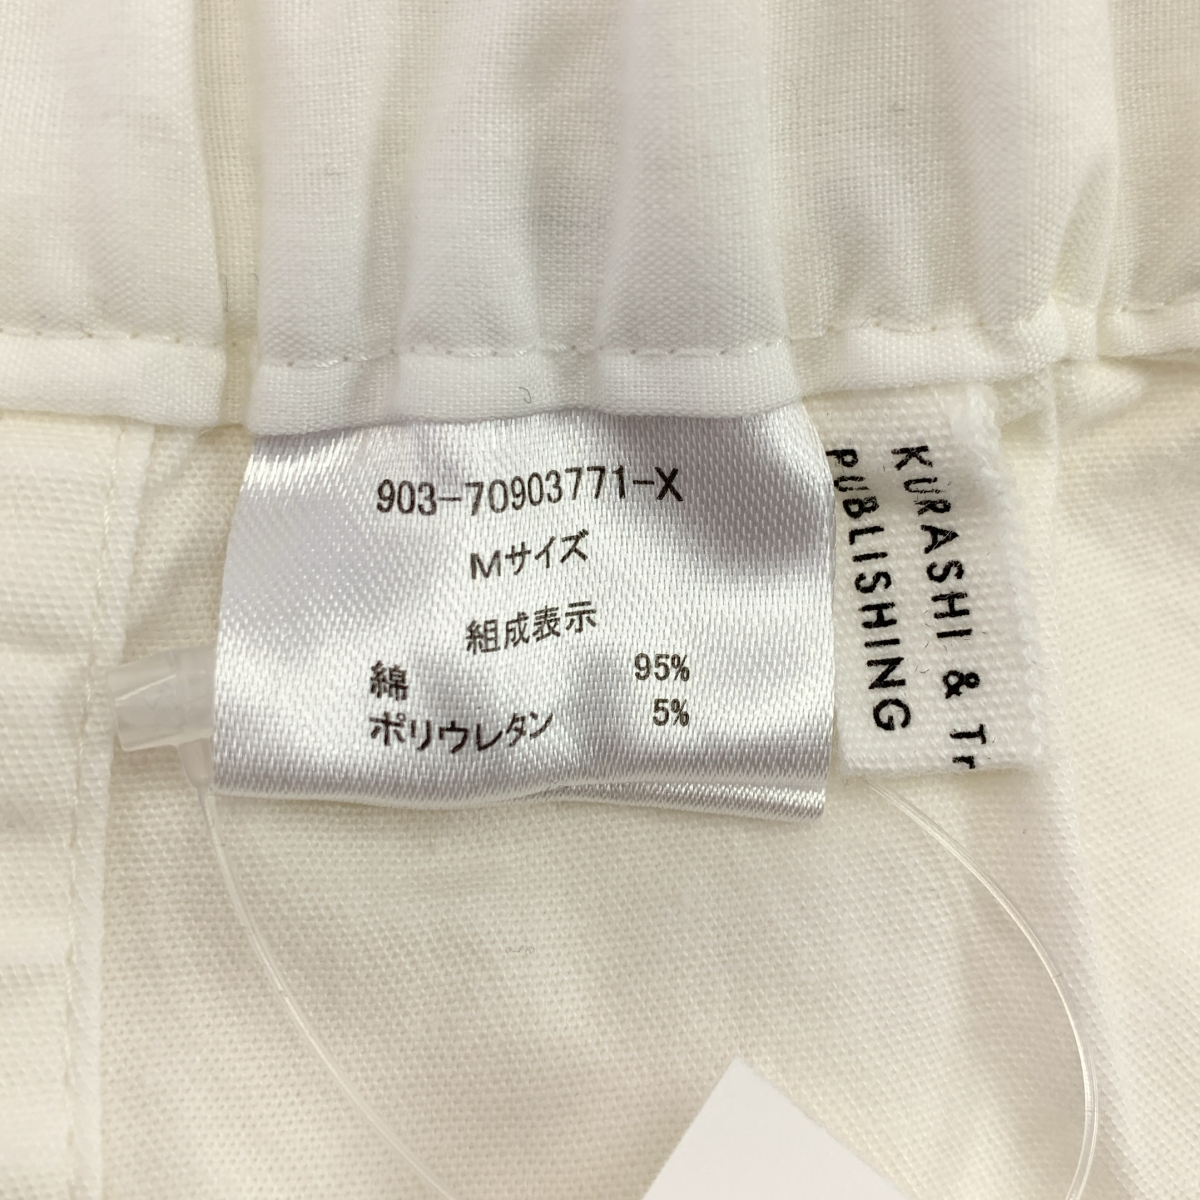 903-70903771-X
Mサイズ
組成表示
綿 95%
ポリウレタン 5%
KURASHI & Tr
PUBLISHING